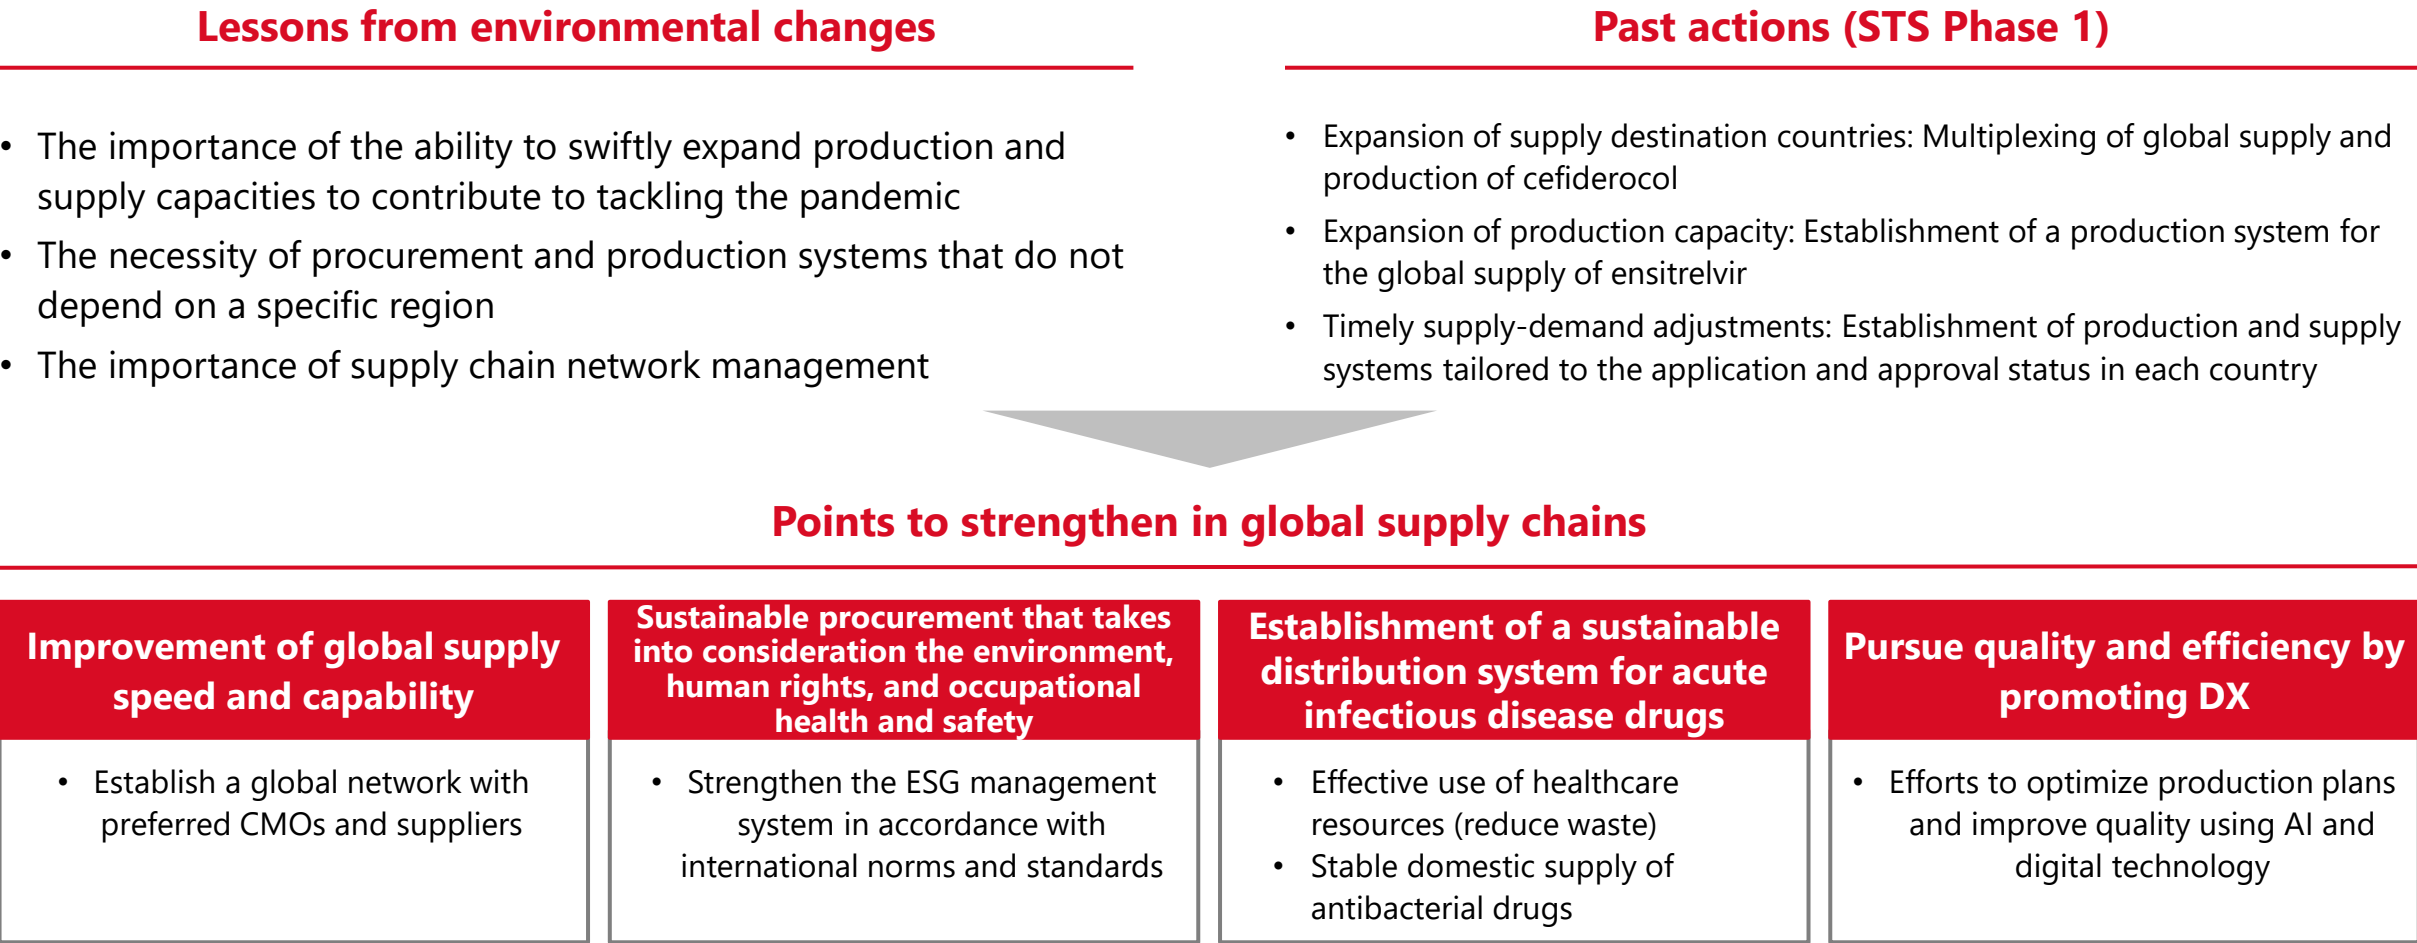 Lessons from environmental changes
• The importance of the ability to swiftly expand production and
supply capacities to contribute to tackling the pandemic
• The necessity of procurement and production systems that do not
depend on a specific region
• The importance of supply chain network management
Past actions (STS Phase 1)
• Expansion of supply destination countries: Multiplexing of global supply and
production of cefiderocol
• Expansion of production capacity: Establishment of a production system for
the global supply of ensitrelvir
• Timely supply-demand adjustments: Establishment of production and supply
systems tailored to the application and approval status in each country
Points to strengthen in global supply chains
Improvement of global supply
speed and capability
• Establish a global network with
preferred CMOs and suppliers
Sustainable procurement that takes
into consideration the environment,
human rights, and occupational
health and safety
• Strengthen the ESG management
system in accordance with
international norms and standards
Establishment of a sustainable
distribution system for acute
infectious disease drugs
• Effective use of healthcare
resources (reduce waste)
• Stable domestic supply of
antibacterial drugs
Pursue quality and efficiency by
promoting DX
• Efforts to optimize production plans
and improve quality using AI and
digital technology